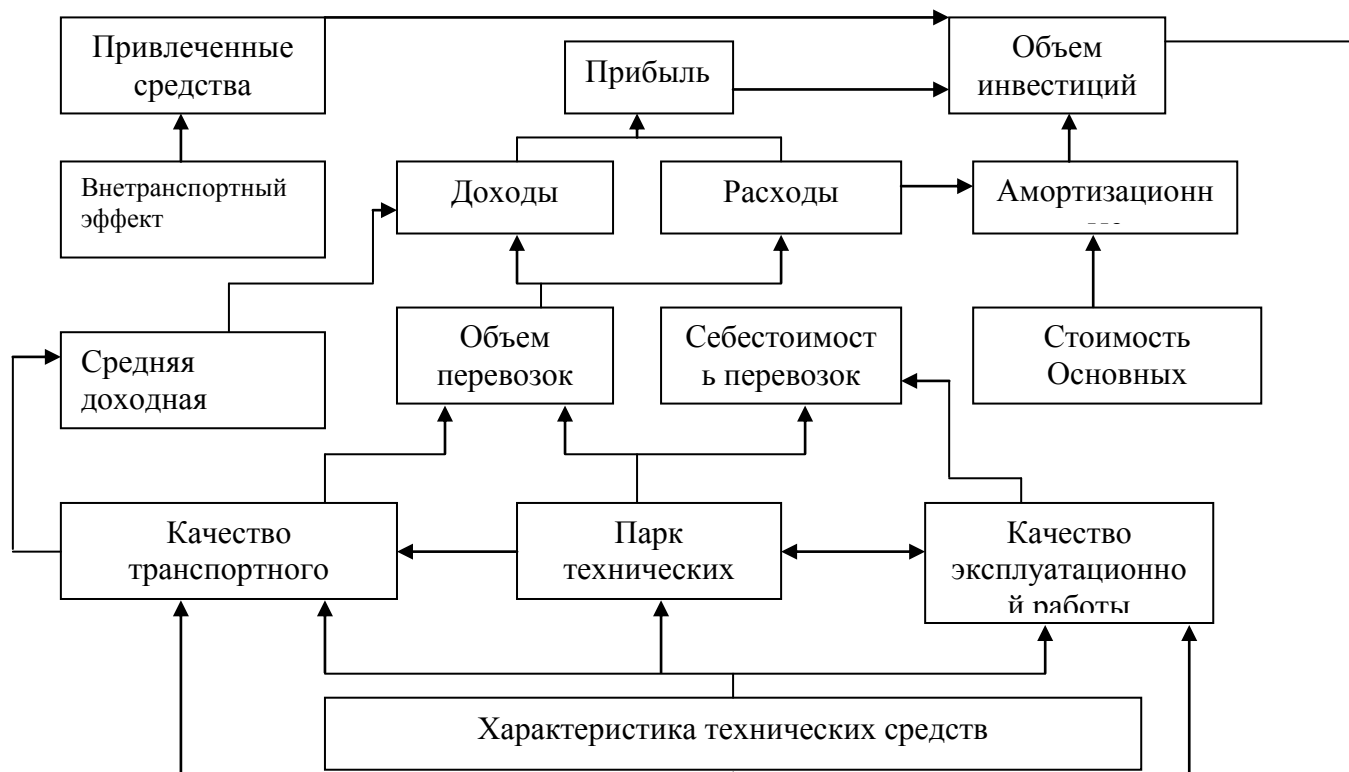 Привлеченные
средства
Прибыль
Объем
инвестиций
Внетранспортный
эффект
Доходы
Расходы
Амортизационн
Средняя
доходная
Объем
перевозок
Себестоимост
ь перевозок
Стоимость
Основных
Качество
транспортного
Парк
технических
Качество
эксплуатационно
й работы
Характеристика технических средств